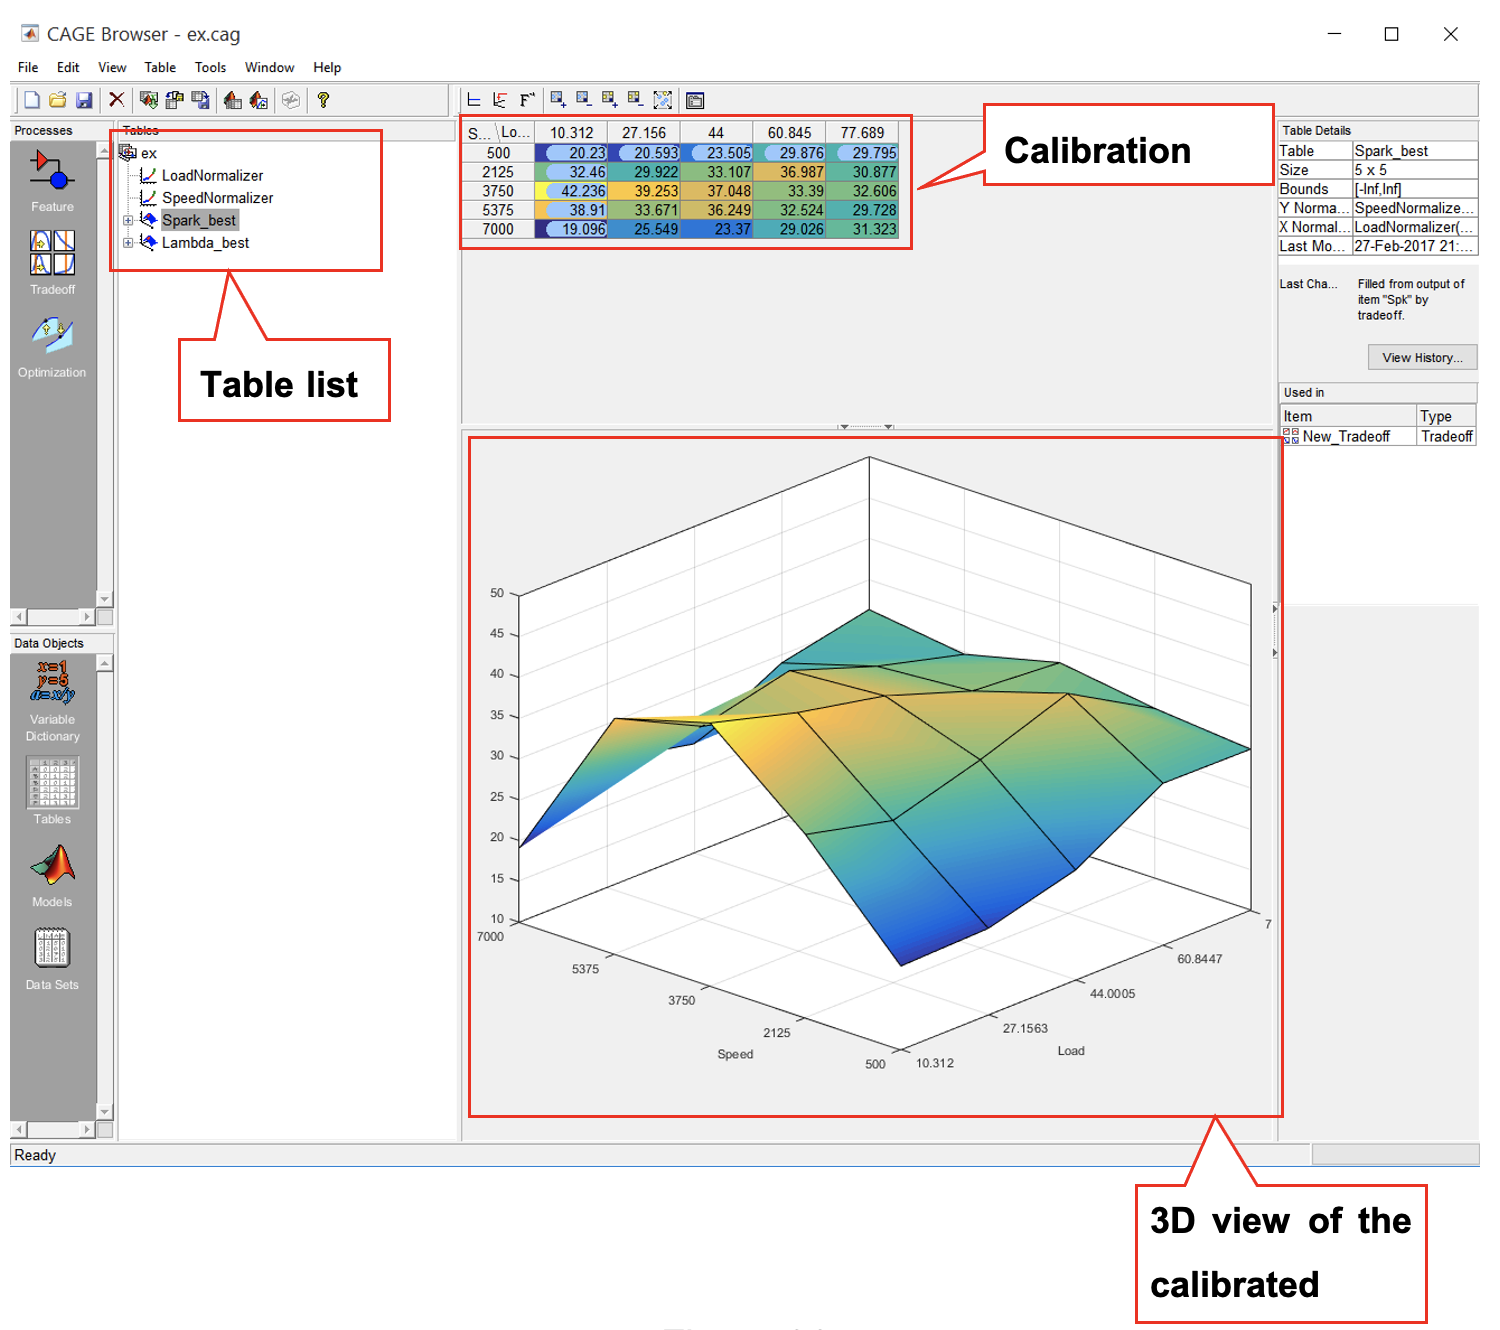 CAGE Browser - ex.cag
File Edit View Table Tools Window Help
Processes
Feature
Tradeoff
Optimization
Data Objects
x=1
y=5
a=x/y
Variable
Dictionary
Tables
Models
Data Sets
Tables
ex
LoadNormalizer
SpeedNormalizer
Spark_best
Lambda_best
Table list
S... \ Lo... 10.312 27.156 44 60.845 77.689
500 20.23 20.593 23.505 29.876 29.795
2125 32.46 29.922 33.107 36.987 30.877
3750 42.236 39.253 37.048 33.39 32.606
5375 38.91 33.671 36.249 32.524 29.728
7000 19.096 25.549 23.37 29.026 31.323
Calibration
Table Details
Table Spark_best
Size 5 x 5
Bounds [-Inf,Inf]
Y Norma... SpeedNormalize...
X Normal... LoadNormalizer(...
Last Mo... 27-Feb-2017 21:...
Last Cha... Filled from output of
item "Spk" by
tradeoff.
View History...
Used in
Item Type
New_Tradeoff Tradeoff
50
45
40
35
30
25
20
15
10
7000
5375
3750
2125
500
Speed
10.312
27.1563
44.0005
60.8447
7
Load
Ready
3D view of the
calibrated